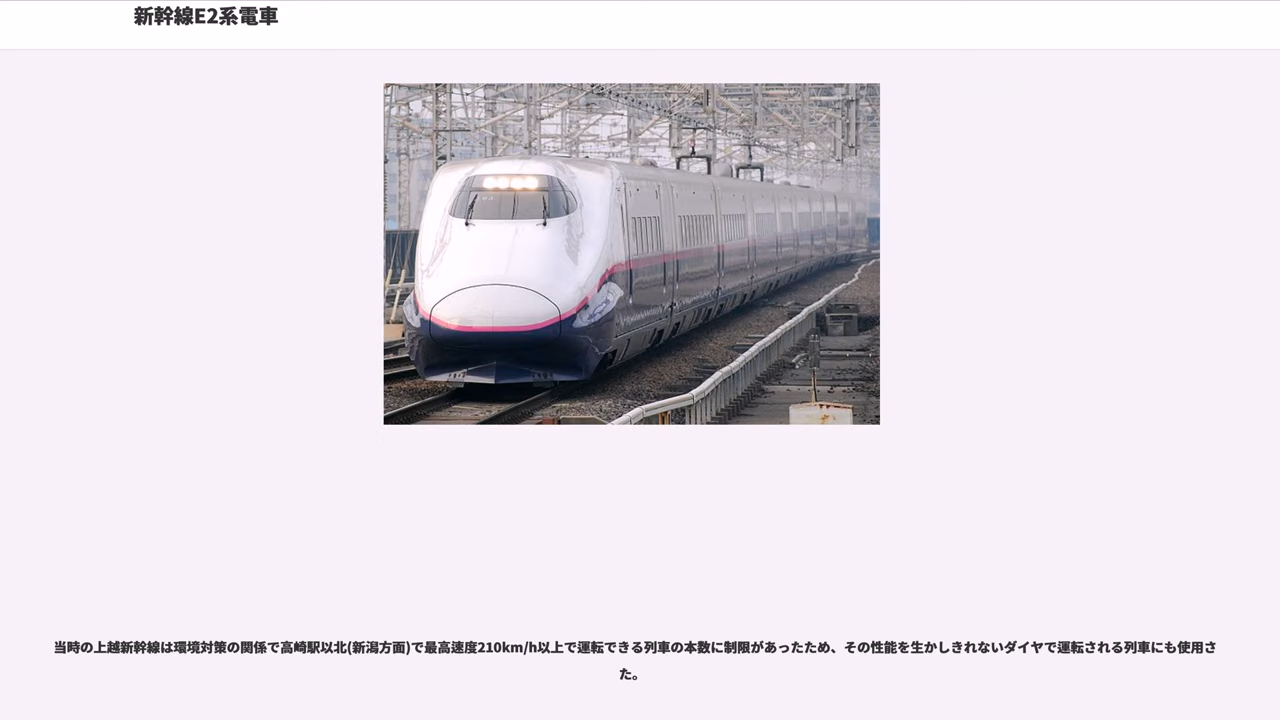 新幹線E2系電車
当時の上越新幹線は環境対策の関係で高崎駅以北(新潟方面)で最高速度210km/h以上で運転できる列車の本数に制限があったため、その性能を生かしきれないダイヤで運転される列車にも使用さ
た。